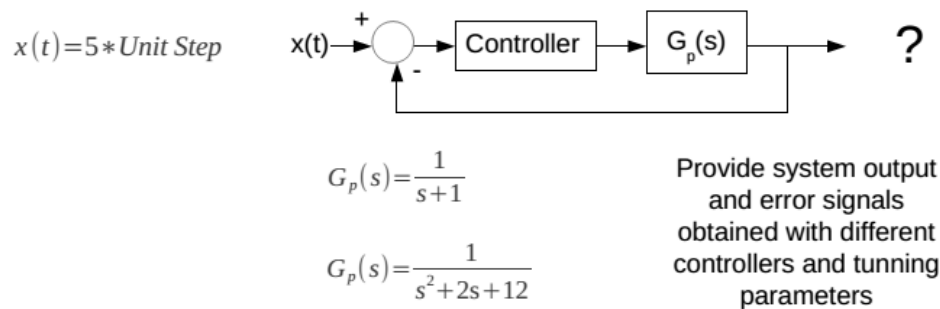 x(t)=5*Unit Step
+
x(t)
-
Controller
G_p(s)
?
G_p(s)=1/(s+1)
G_p(s)=1/(s²+2s+12)
Provide system output
and error signals
obtained with different
controllers and tunning
parameters